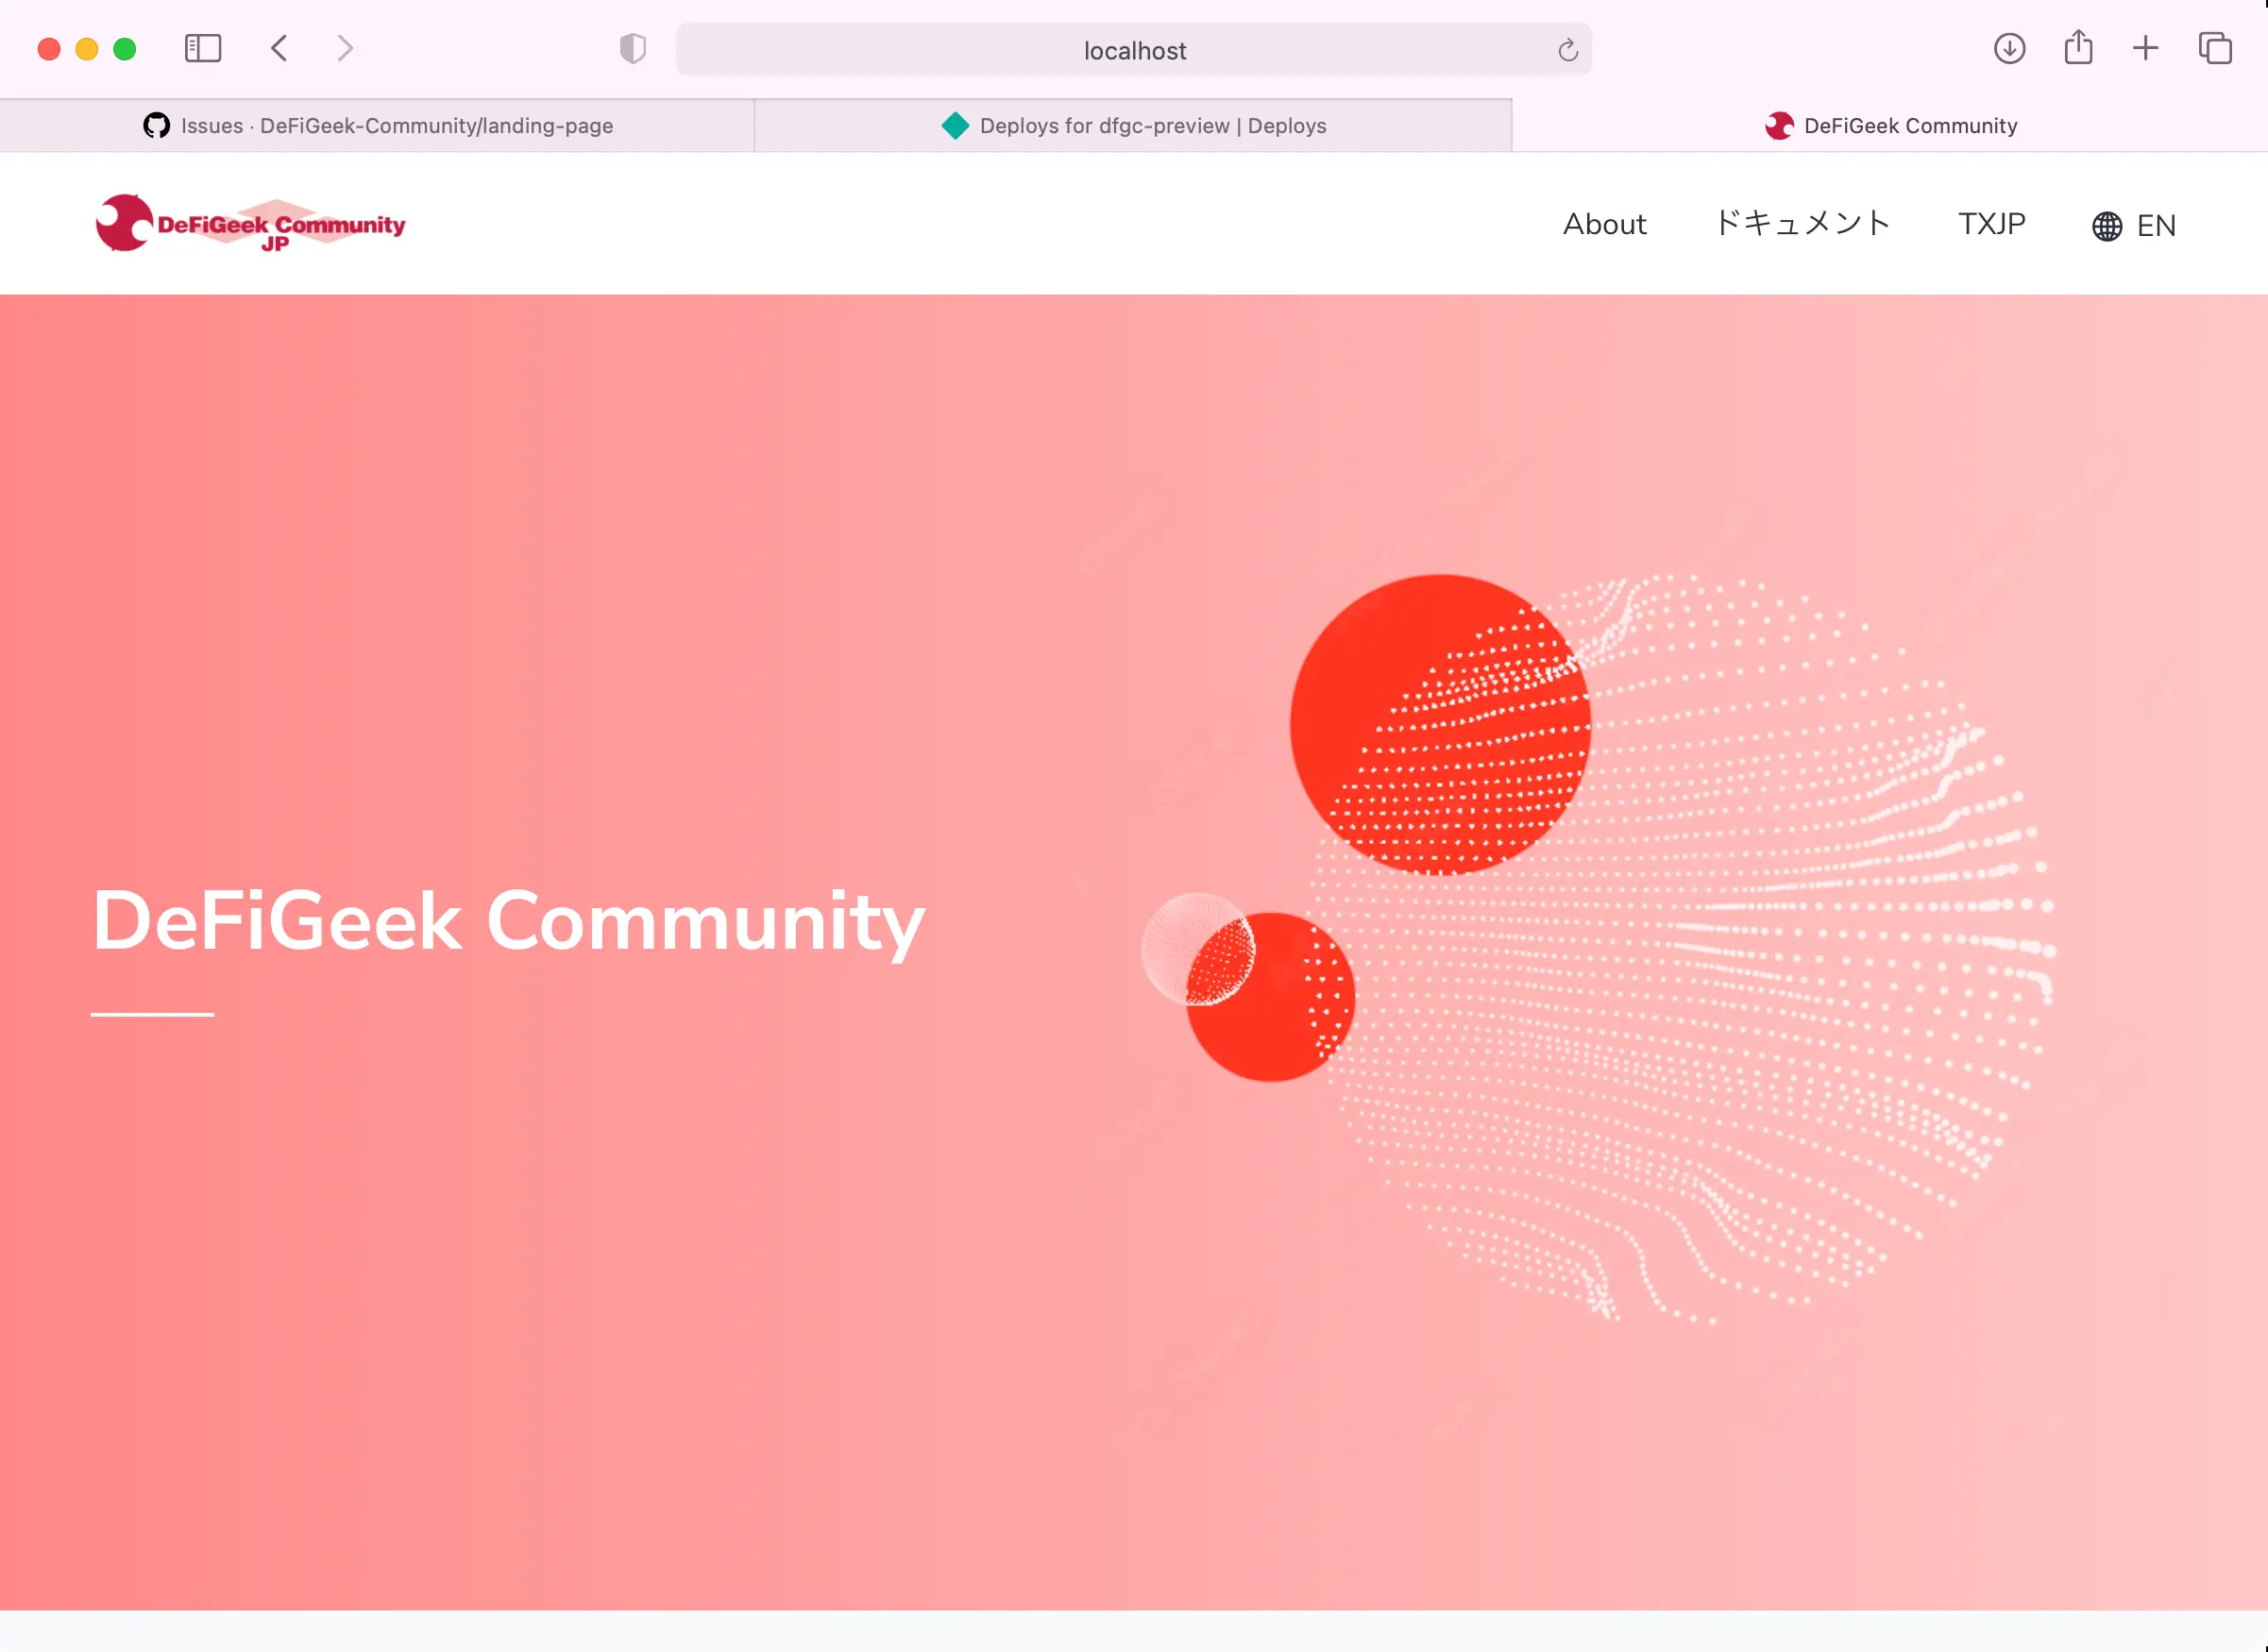 localhost
Issues · DeFiGeek-Community/landing-page
Deploys for dfgc-preview | Deploys
DeFiGeek Community
DeFiGeek Community
JP
About
ドキュメント
TXJP
EN
DeFiGeek Community